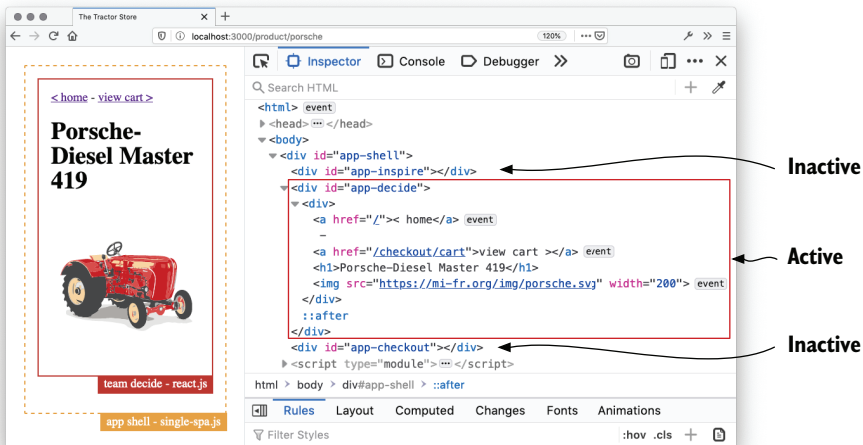 The Tractor Store
localhost:3000/product/porsche
120%
< home - view cart >
Porsche-
Diesel Master
419
team decide - react.js
app shell - single-spa.js
Inspector
Console
Debugger
Search HTML
<html> event
<head> ••• </head>
<body>
<div id="app-shell">
<div id="app-inspire"></div>
<div id="app-decide">
<div>
<a href="/">< home</a> event
–
<a href="/checkout/cart">view cart ></a> event
<h1>Porsche-Diesel Master 419</h1>
<img src="https://mi-fr.org/img/porsche.svg" width="200"> event
</div>
::after
</div>
<div id="app-checkout"></div>
<script type="module"> ••• </script>
html > body > div#app-shell > ::after
Rules Layout Computed Changes Fonts Animations
Filter Styles :hov .cls
Inactive
Active
Inactive